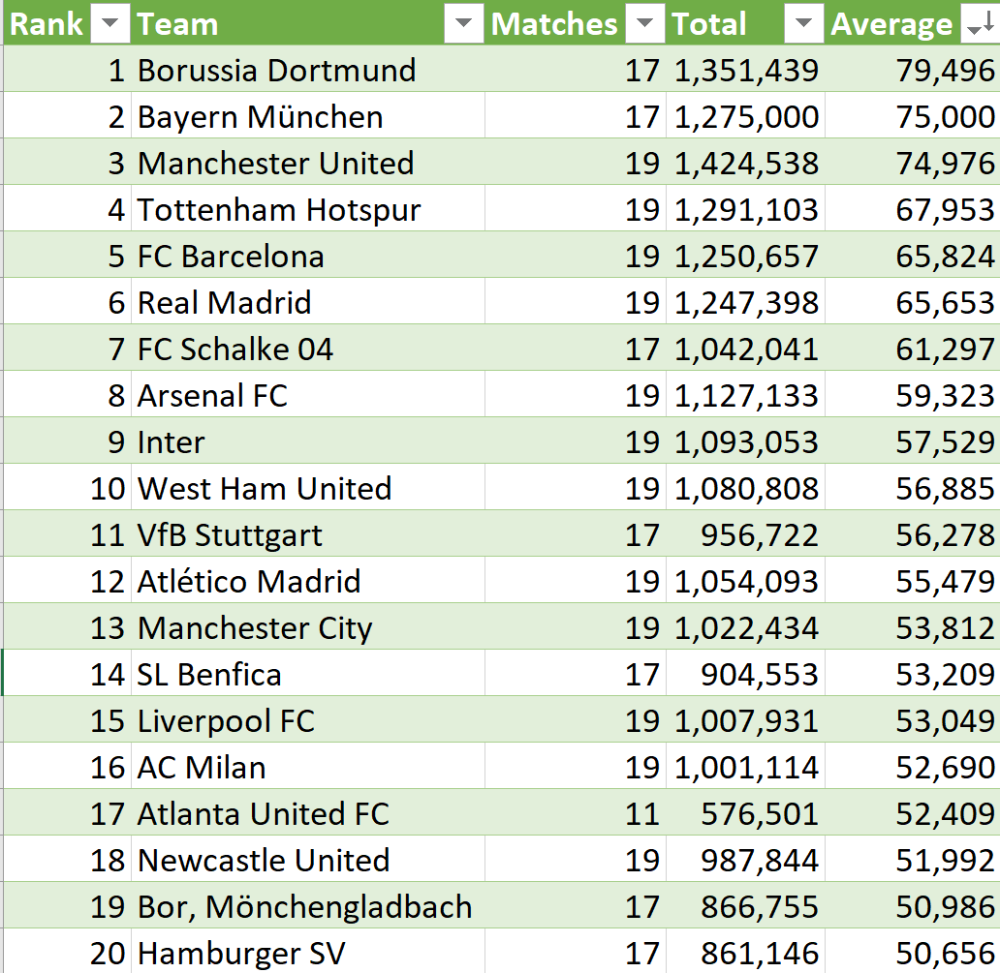 Rank Team Matches Total Average
1 Borussia Dortmund 17 1,351,439 79,496
2 Bayern München 17 1,275,000 75,000
3 Manchester United 19 1,424,538 74,976
4 Tottenham Hotspur 19 1,291,103 67,953
5 FC Barcelona 19 1,250,657 65,824
6 Real Madrid 19 1,247,398 65,653
7 FC Schalke 04 17 1,042,041 61,297
8 Arsenal FC 19 1,127,133 59,323
9 Inter 19 1,093,053 57,529
10 West Ham United 19 1,080,808 56,885
11 VfB Stuttgart 17 956,722 56,278
12 Atlético Madrid 19 1,054,093 55,479
13 Manchester City 19 1,022,434 53,812
14 SL Benfica 17 904,553 53,209
15 Liverpool FC 19 1,007,931 53,049
16 AC Milan 19 1,001,114 52,690
17 Atlanta United FC 11 576,501 52,409
18 Newcastle United 19 987,844 51,992
19 Bor, Mönchengladbach 17 866,755 50,986
20 Hamburger SV 17 861,146 50,656